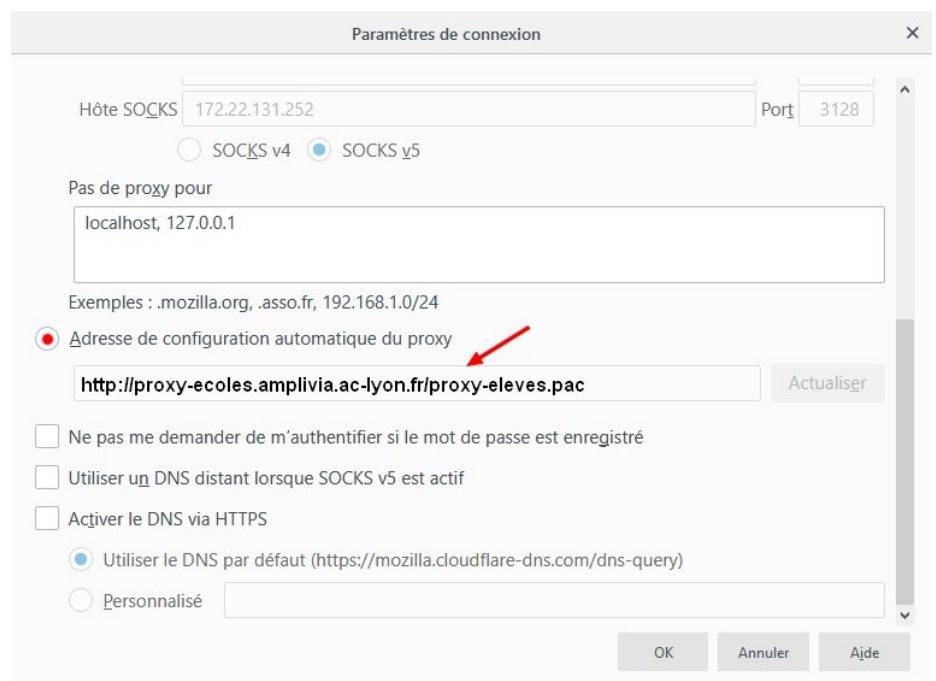 Paramètres de connexion
Hôte SOCKS 172.22.131.252 Port 3128
SOCKS v4 SOCKS v5
Pas de proxy pour
localhost, 127.0.0.1
Exemples : .mozilla.org, .asso.fr, 192.168.1.0/24
Adresse de configuration automatique du proxy
http://proxy-ecoles.amplivia.ac-lyon.fr/proxy-eleves.pac Actualiser
Ne pas me demander de m’authentifier si le mot de passe est enregistré
Utiliser un DNS distant lorsque SOCKS v5 est actif
Activer le DNS via HTTPS
Utiliser le DNS par défaut (https://mozilla.cloudflare-dns.com/dns-query)
Personnalisé
OK Annuler Aide